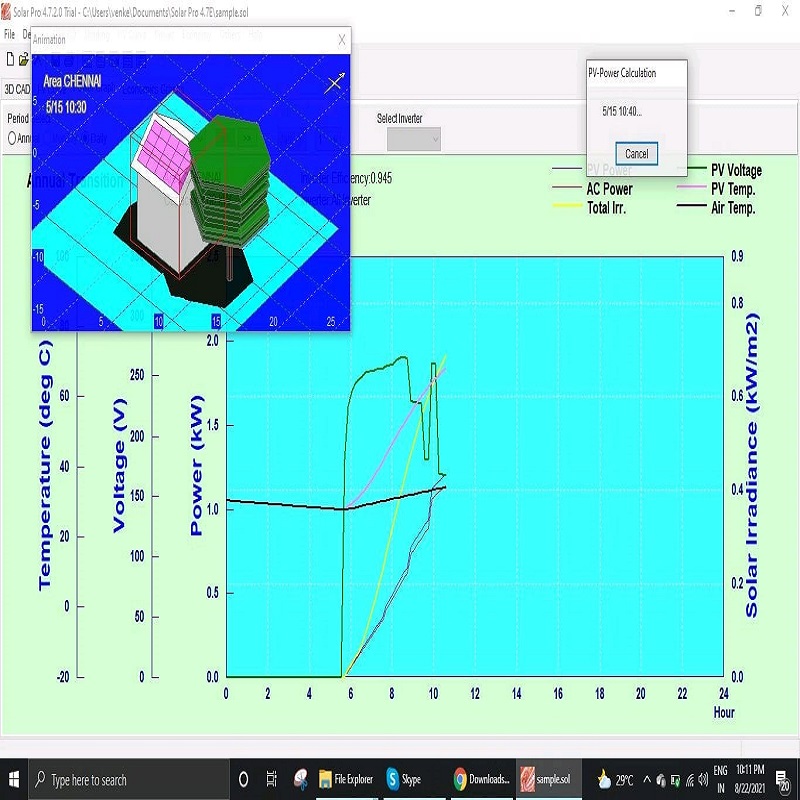 Solar Pro 4.7.2.0 Trial - C:\Users\venke\Documents\Solar Pro 4.7E\sample.sol
File
Animation
Area CHENNAI
5/15 10:30
5
0
-5
-10
-15
0 5 10 15 20 25
3D CAD
Period
Select Inverter
PV-Power Calculation
5/15 10:40...
Cancel
Annual Transition
Inverter Efficiency:0.945
PV Power
AC Power
Total Irr.
PV Voltage
PV Temp.
Air Temp.
Temperature (deg C)
60
40
20
0
-20
Voltage (V)
250
200
150
100
50
0
Power (kW)
2.0
1.5
1.0
0.5
0.0
Solar Irradiance (kW/m2)
0.9
0.8
0.6
0.4
0.2
0.0
0 2 4 6 8 10 12 14 16 18 20 22 24
Hour
Type here to search
File Explorer
Skype
Downloads...
sample.sol
29°C
ENG
IN
10:11 PM
8/22/2021
20